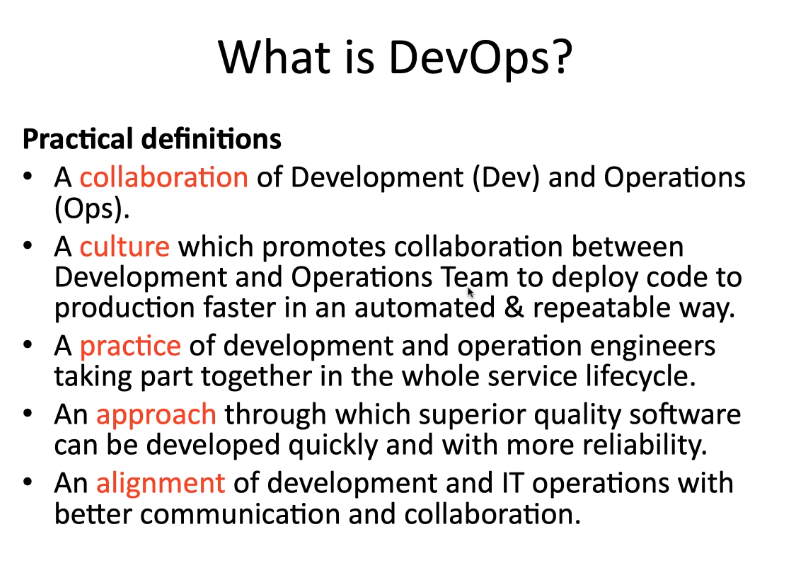 What is DevOps?
Practical definitions
• A collaboration of Development (Dev) and Operations
(Ops).
• A culture which promotes collaboration between
Development and Operations Team to deploy code to
production faster in an automated & repeatable way.
• A practice of development and operation engineers
taking part together in the whole service lifecycle.
• An approach through which superior quality software
can be developed quickly and with more reliability.
• An alignment of development and IT operations with
better communication and collaboration.